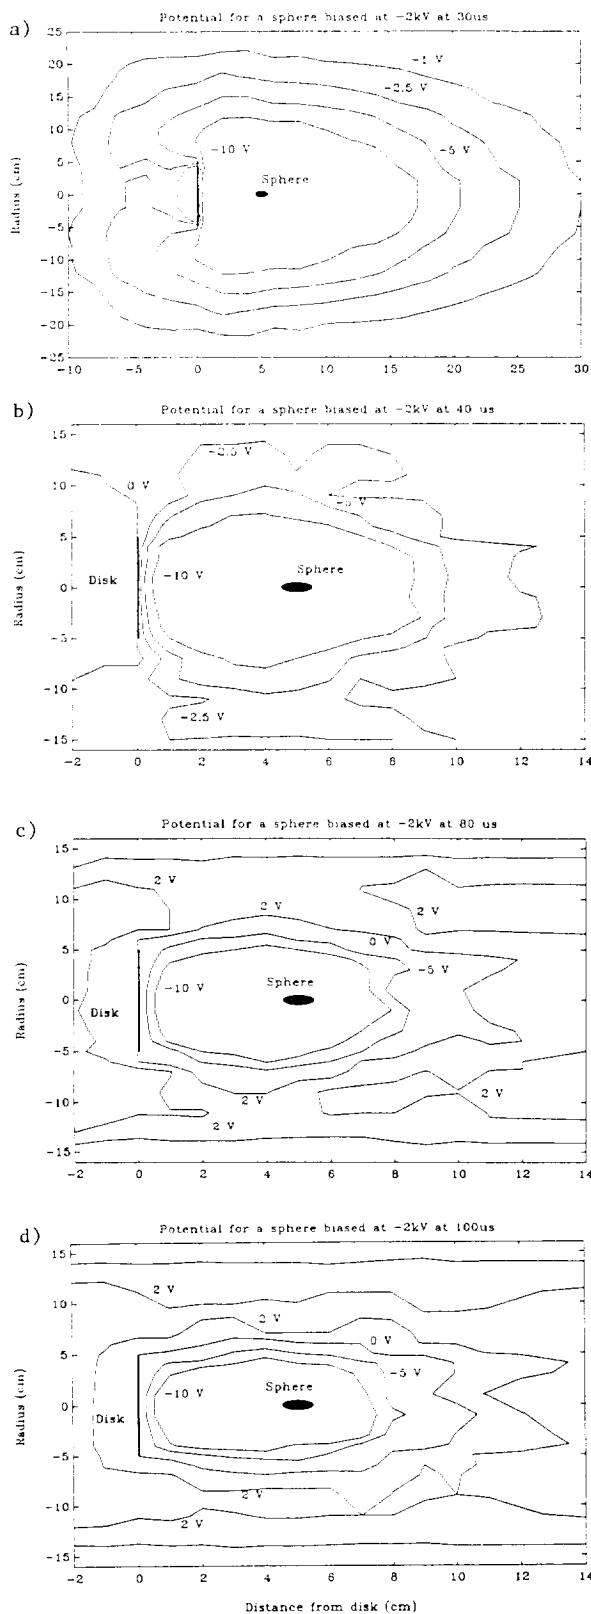 a)
Potential for a sphere biased at -2kV at 30us
25
20
15
10
5
0
-5
-10
-15
-20
-25
Radius (cm)
-1 V
-2.5 V
-5 V
-10 V
Sphere
-10 -5 0 5 10 15 20 25 30
b)
Potential for a sphere biased at -2kV at 40 us
15
10
5
0
-5
-10
-15
Radius (cm)
-2.5 V
0 V
-5 V
-10 V
Disk
Sphere
-2.5 V
-2 0 2 4 6 8 10 12 14
c)
Potential for a sphere biased at -2kV at 80 us
15
10
5
0
-5
-10
-15
Radius (cm)
2 V
2 V
2 V
0 V
-5 V
-10 V
Sphere
Disk
2 V
2 V
2 V
-2 0 2 4 6 8 10 12 14
d)
Potential for a sphere biased at -2kV at 100us
15
10
5
0
-5
-10
-15
Radius (cm)
2 V
2 V
0 V
-5 V
-10 V
Sphere
Disk
2 V
2 V
-2 0 2 4 6 8 10 12 14
Distance from disk (cm)